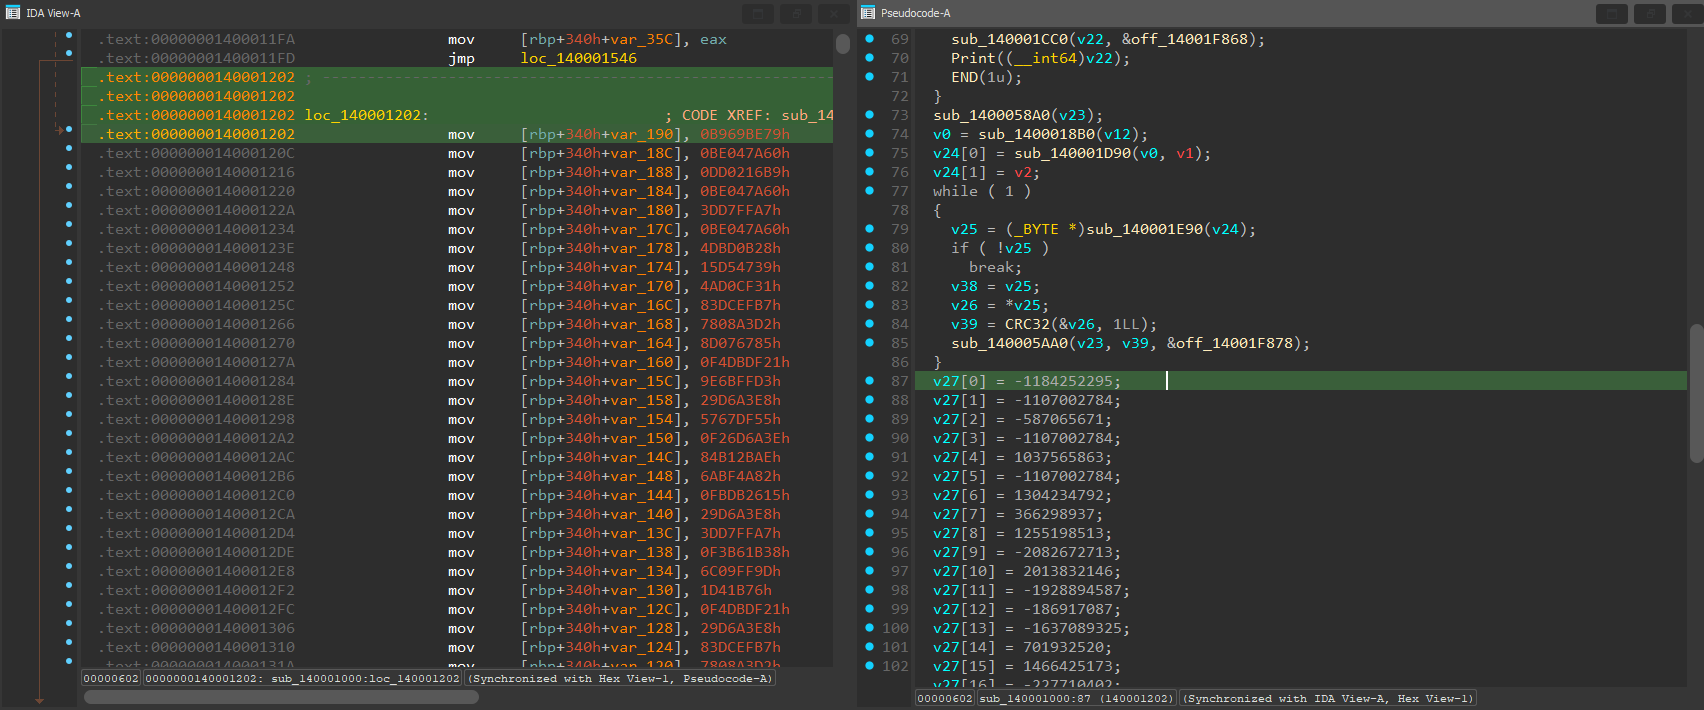 IDA View-A
.text:00000001400011FA mov [rbp+340h+var_35C], eax
.text:00000001400011FD jmp loc_140001546
.text:0000000140001202 ; ---------------------------------------------------------------------------
.text:0000000140001202
.text:0000000140001202 loc_140001202: ; CODE XREF: sub_14
.text:0000000140001202 mov [rbp+340h+var_190], 0B969BE79h
.text:000000014000120C mov [rbp+340h+var_18C], 0BE047A60h
.text:0000000140001216 mov [rbp+340h+var_188], 0DD0216B9h
.text:0000000140001220 mov [rbp+340h+var_184], 0BE047A60h
.text:000000014000122A mov [rbp+340h+var_180], 3DD7FFA7h
.text:0000000140001234 mov [rbp+340h+var_17C], 0BE047A60h
.text:000000014000123E mov [rbp+340h+var_178], 4DBD0B28h
.text:0000000140001248 mov [rbp+340h+var_174], 15D54739h
.text:0000000140001252 mov [rbp+340h+var_170], 4AD0CF31h
.text:000000014000125C mov [rbp+340h+var_16C], 83DCEFB7h
.text:0000000140001266 mov [rbp+340h+var_168], 7808A3D2h
.text:0000000140001270 mov [rbp+340h+var_164], 8D076785h
.text:000000014000127A mov [rbp+340h+var_160], 0F4DBDF21h
.text:0000000140001284 mov [rbp+340h+var_15C], 9E6BFFD3h
.text:000000014000128E mov [rbp+340h+var_158], 29D6A3E8h
.text:0000000140001298 mov [rbp+340h+var_154], 5767DF55h
.text:00000001400012A2 mov [rbp+340h+var_150], 0F26D6A3Eh
.text:00000001400012AC mov [rbp+340h+var_14C], 84B12BAEh
.text:00000001400012B6 mov [rbp+340h+var_148], 6ABF4A82h
.text:00000001400012C0 mov [rbp+340h+var_144], 0FBDB2615h
.text:00000001400012CA mov [rbp+340h+var_140], 29D6A3E8h
.text:00000001400012D4 mov [rbp+340h+var_13C], 3DD7FFA7h
.text:00000001400012DE mov [rbp+340h+var_138], 0F3B61B38h
.text:00000001400012E8 mov [rbp+340h+var_134], 6C09FF9Dh
.text:00000001400012F2 mov [rbp+340h+var_130], 1D41B76h
.text:00000001400012FC mov [rbp+340h+var_12C], 0F4DBDF21h
.text:0000000140001306 mov [rbp+340h+var_128], 29D6A3E8h
.text:0000000140001310 mov [rbp+340h+var_124], 83DCEFB7h
.text:000000014000131A mov [rbp+340h+var_120], 7808A3D2h
00000602 0000000140001202: sub_140001000:loc_140001202 (Synchronized with Hex View-1, Pseudocode-A)
Pseudocode-A
69 sub_140001CC0(v22, &off_14001F868);
70 Print((__int64)v22);
71 END(1u);
72 }
73 sub_1400058A0(v23);
74 v0 = sub_1400018B0(v12);
75 v24[0] = sub_140001D90(v0, v1);
76 v24[1] = v2;
77 while ( 1 )
78 {
79 v25 = (_BYTE *)sub_140001E90(v24);
80 if ( !v25 )
81 break;
82 v38 = v25;
83 v26 = *v25;
84 v39 = CRC32(&v26, 1LL);
85 sub_140005AA0(v23, v39, &off_14001F878);
86 }
87 v27[0] = -1184252295;
88 v27[1] = -1107002784;
89 v27[2] = -587065671;
90 v27[3] = -1107002784;
91 v27[4] = 1037565863;
92 v27[5] = -1107002784;
93 v27[6] = 1304234792;
94 v27[7] = 366298937;
95 v27[8] = 1255198513;
96 v27[9] = -2082672713;
97 v27[10] = 2013832146;
98 v27[11] = -1928894587;
99 v27[12] = -186917087;
100 v27[13] = -1637089325;
101 v27[14] = 701932520;
102 v27[15] = 1466425173;
v27[16] = -227710402;
00000602 sub_140001000:87 (140001202) (Synchronized with IDA View-A, Hex View-1)